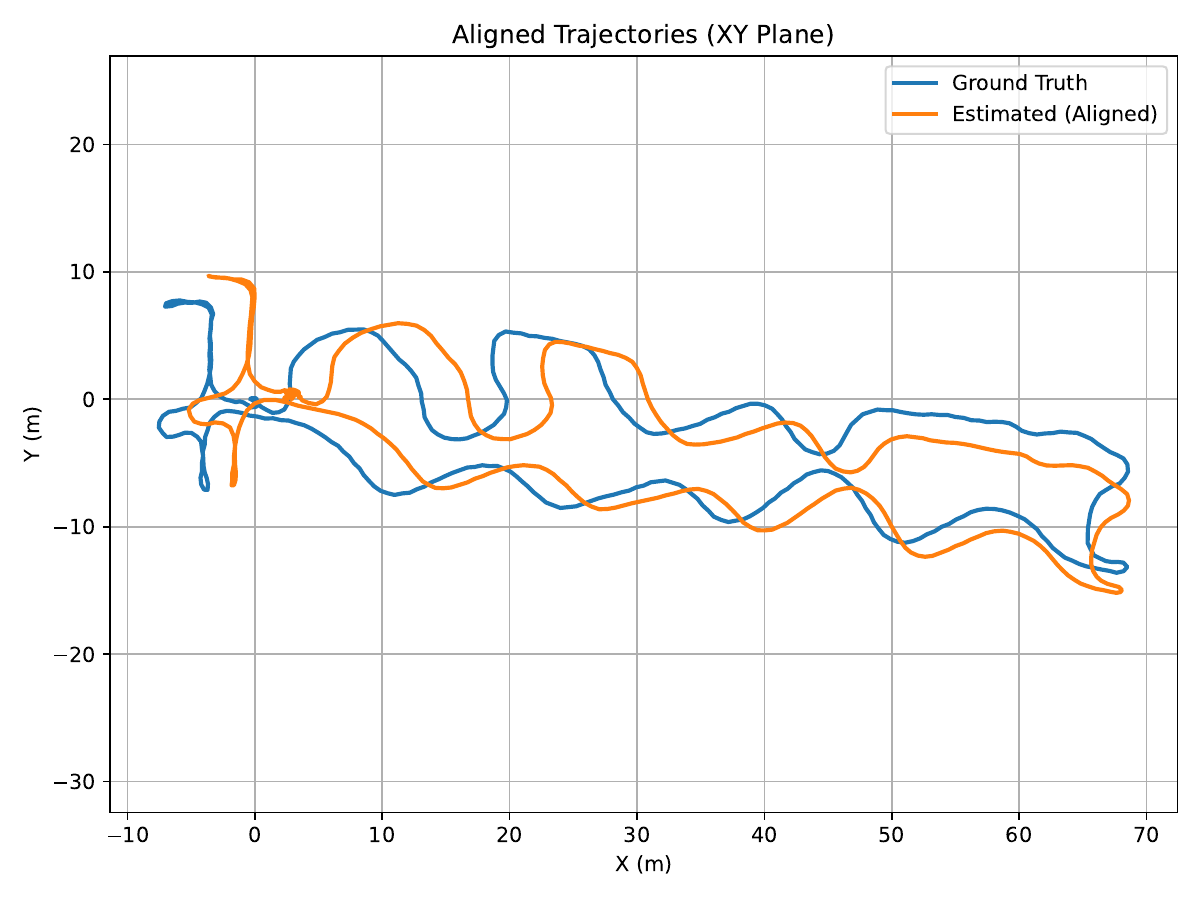 Aligned Trajectories (XY Plane)
Ground Truth
Estimated (Aligned)
20
10
0
−10
−20
−30
Y (m)
−10 0 10 20 30 40 50 60 70
X (m)